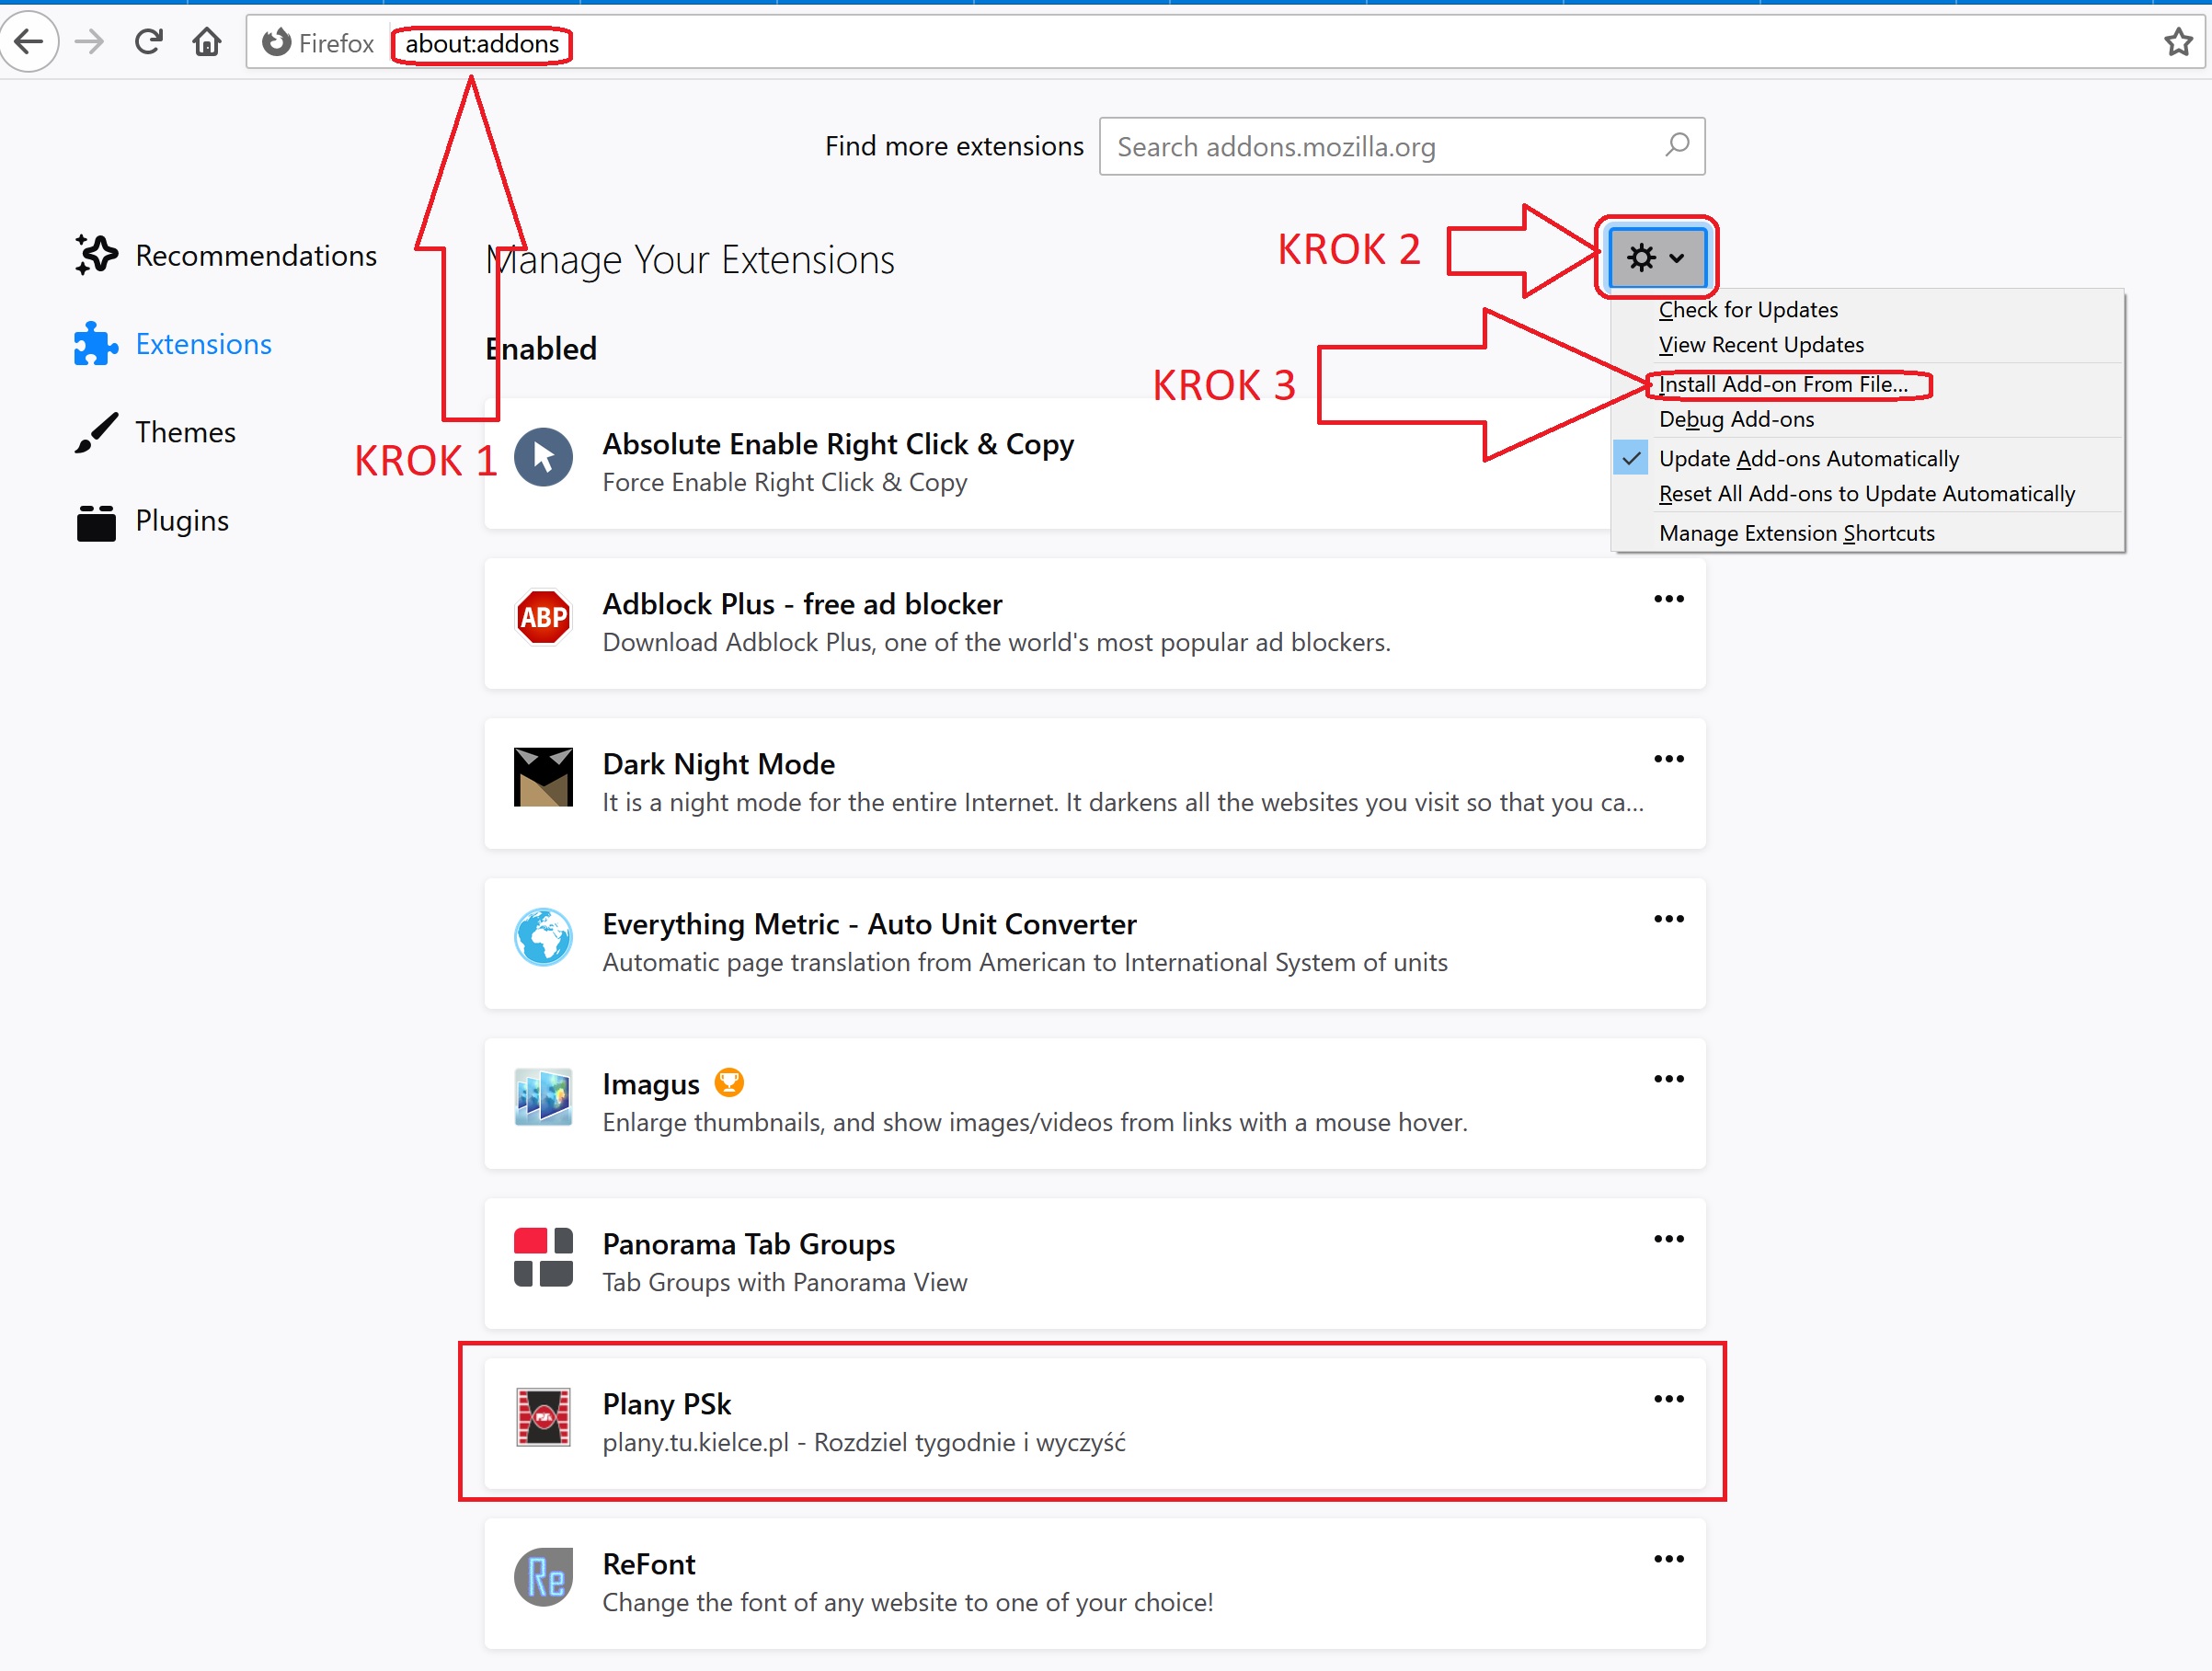 Firefox about:addons
Find more extensions Search addons.mozilla.org
Recommendations
Extensions
Themes
Plugins
KROK 1
Manage Your Extensions
KROK 2
KROK 3
Check for Updates
View Recent Updates
Install Add-on From File...
Debug Add-ons
Update Add-ons Automatically
Reset All Add-ons to Update Automatically
Manage Extension Shortcuts
Enabled
Absolute Enable Right Click & Copy
Force Enable Right Click & Copy
ABP
Adblock Plus - free ad blocker
Download Adblock Plus, one of the world's most popular ad blockers.
Dark Night Mode
It is a night mode for the entire Internet. It darkens all the websites you visit so that you ca...
Everything Metric - Auto Unit Converter
Automatic page translation from American to International System of units
Imagus
Enlarge thumbnails, and show images/videos from links with a mouse hover.
Panorama Tab Groups
Tab Groups with Panorama View
PSk
Plany PSk
plany.tu.kielce.pl - Rozdziel tygodnie i wyczyść
Re
ReFont
Change the font of any website to one of your choice!